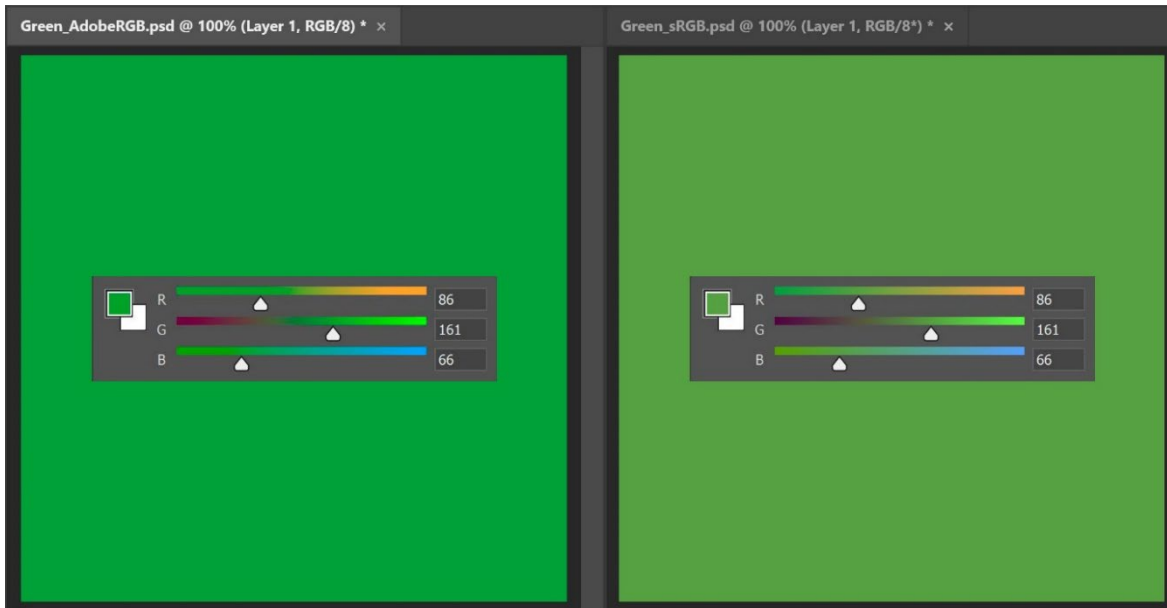 Green_AdobeRGB.psd @ 100% (Layer 1, RGB/8) * ×
R 86
G 161
B 66
Green_sRGB.psd @ 100% (Layer 1, RGB/8*) * ×
R 86
G 161
B 66